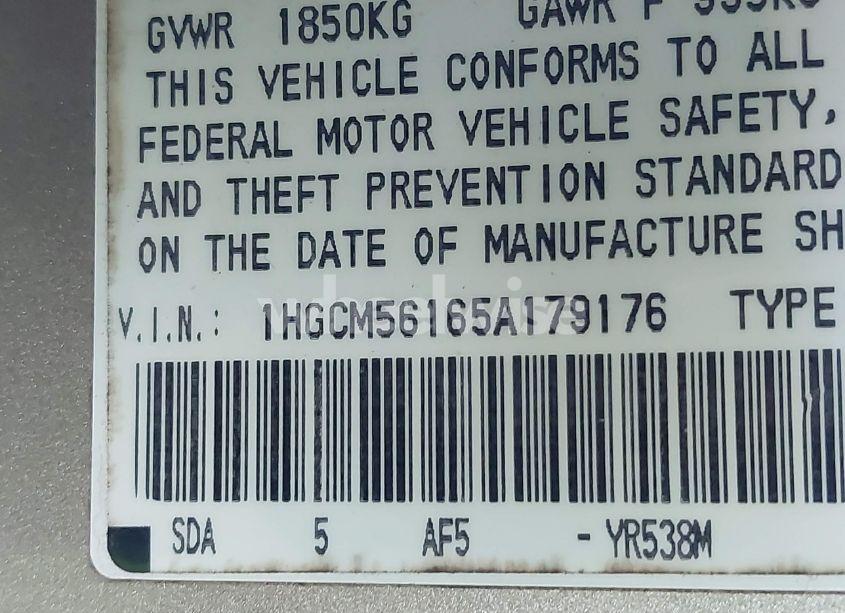 GVWR 1850KG GAWR F
THIS VEHICLE CONFORMS TO ALL
FEDERAL MOTOR VEHICLE SAFETY,
AND THEFT PREVENTION STANDARD
ON THE DATE OF MANUFACTURE SH
V.I.N.: 1HGCM56165A179176 TYPE
SDA 5 AF5 - YR538M